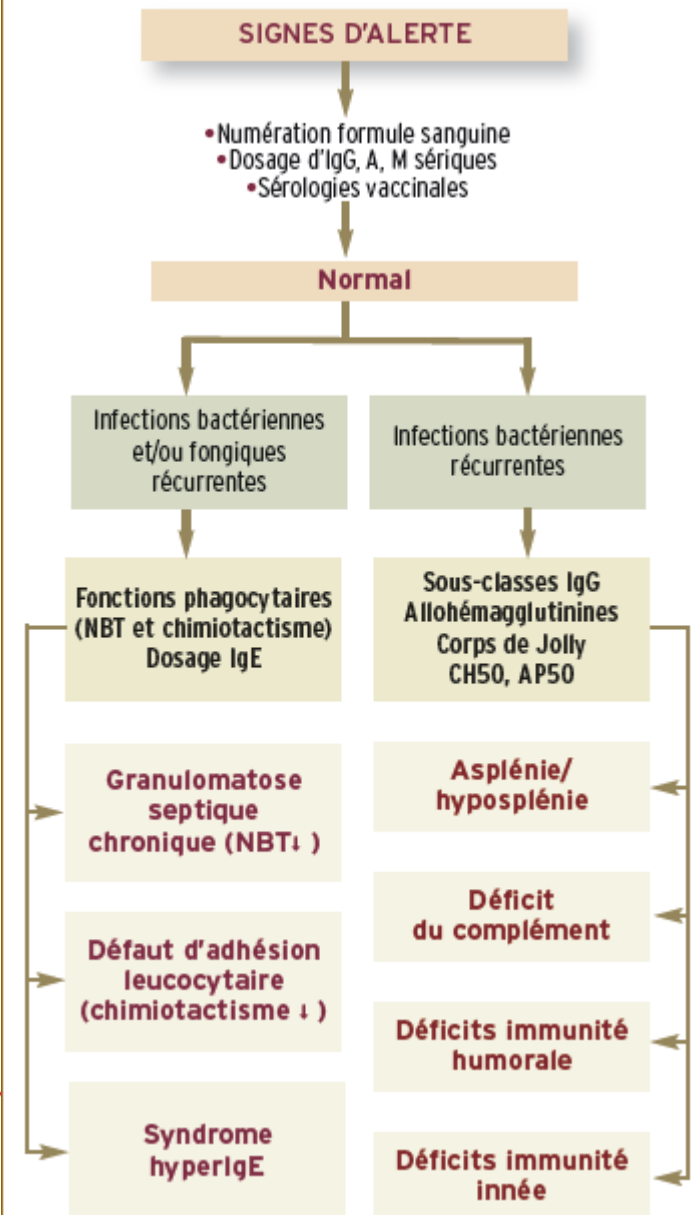 SIGNES D'ALERTE
•Numération formule sanguine
•Dosage d'IgG, A, M sériques
•Sérologies vaccinales
Normal
Infections bactériennes
et/ou fongiques
récurrentes
Infections bactériennes
récurrentes
Fonctions phagocytaires
(NBT et chimiotactisme)
Dosage IgE
Sous-classes IgG
Allohémagglutinines
Corps de Jolly
CH50, AP50
Granulomatose
septique
chronique (NBT↓ )
Défaut d'adhésion
leucocytaire
(chimiotactisme ↓ )
Syndrome
hyperIgE
Asplénie/
hyposplénie
Déficit
du complément
Déficits immunité
humorale
Déficits immunité
innée